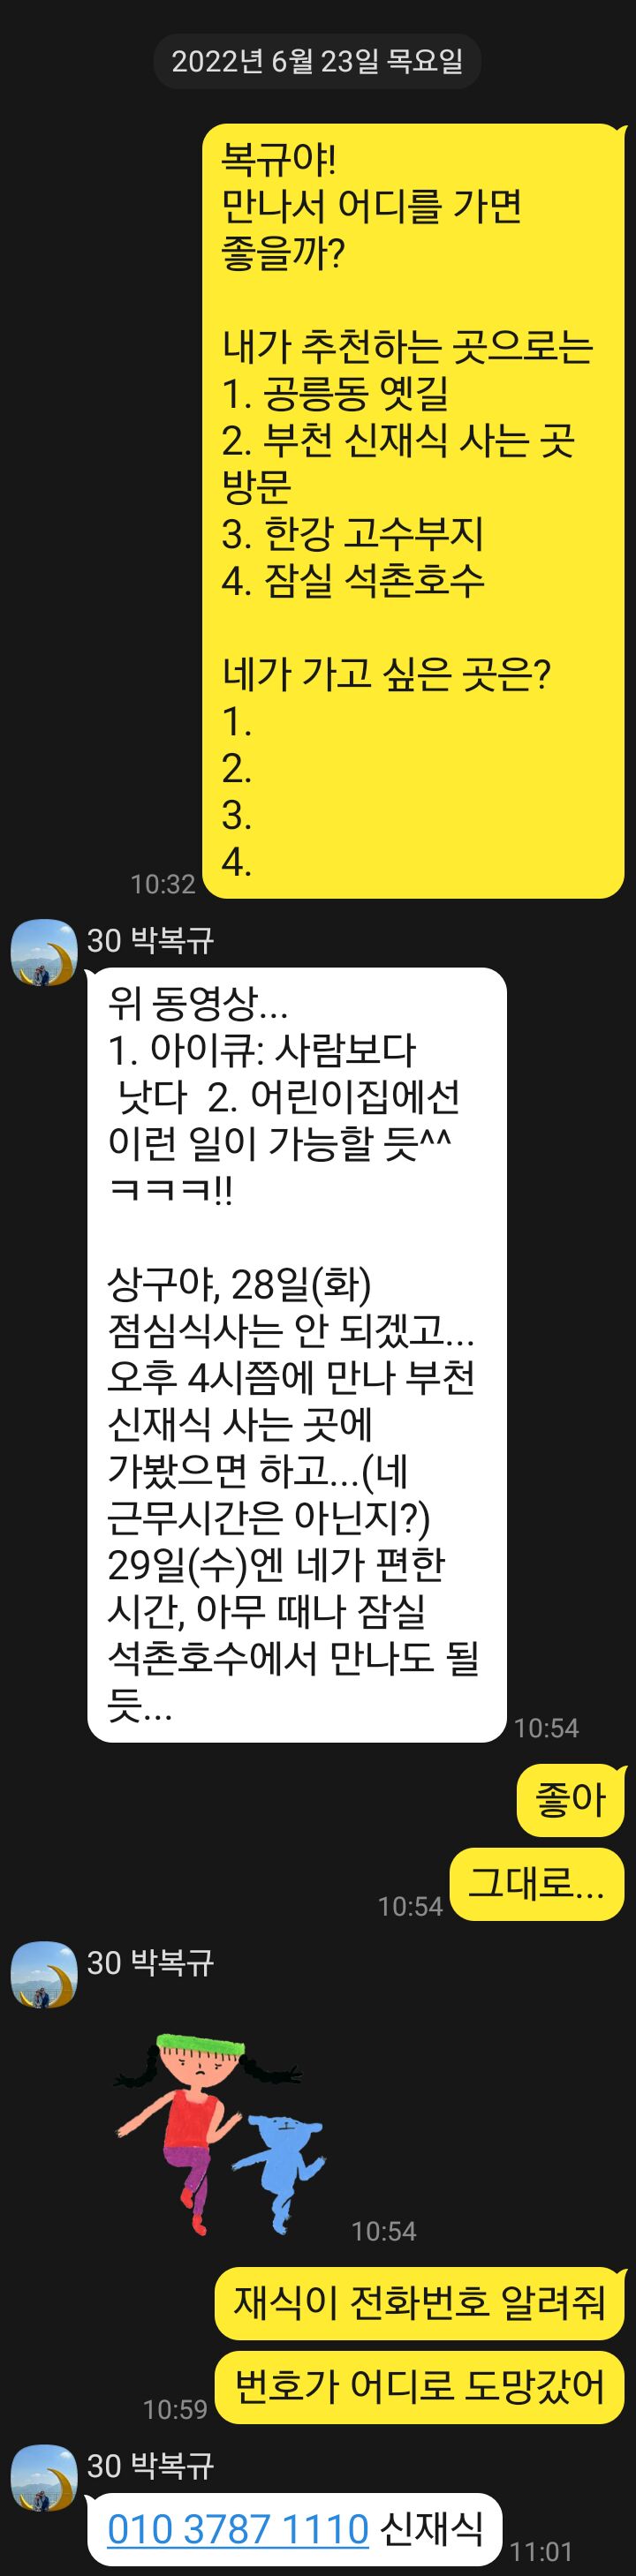 2022년 6월 23일 목요일
복규야!
만나서 어디를 가면
좋을까?
내가 추천하는 곳으로는
1. 공릉동 옛길
2. 부천 신재식 사는 곳
방문
3. 한강 고수부지
4. 잠실 석촌호수
네가 가고 싶은 곳은?
1.
2.
3.
4.
10:32
30 박복규
위 동영상...
1. 아이큐: 사람보다
낫다  2. 어린이집에선
이런 일이 가능할 듯^^
ㅋㅋㅋ!!
상구야, 28일(화)
점심식사는 안 되겠고...
오후 4시쯤에 만나 부천
신재식 사는 곳에
가봤으면 하고...(네
근무시간은 아닌지?)
29일(수)엔 네가 편한
시간, 아무 때나 잠실
석촌호수에서 만나도 될
듯...
10:54
좋아
그대로...
10:54
30 박복규
10:54
재식이 전화번호 알려줘
번호가 어디로 도망갔어
10:59
30 박복규
010 3787 1110 신재식
11:01